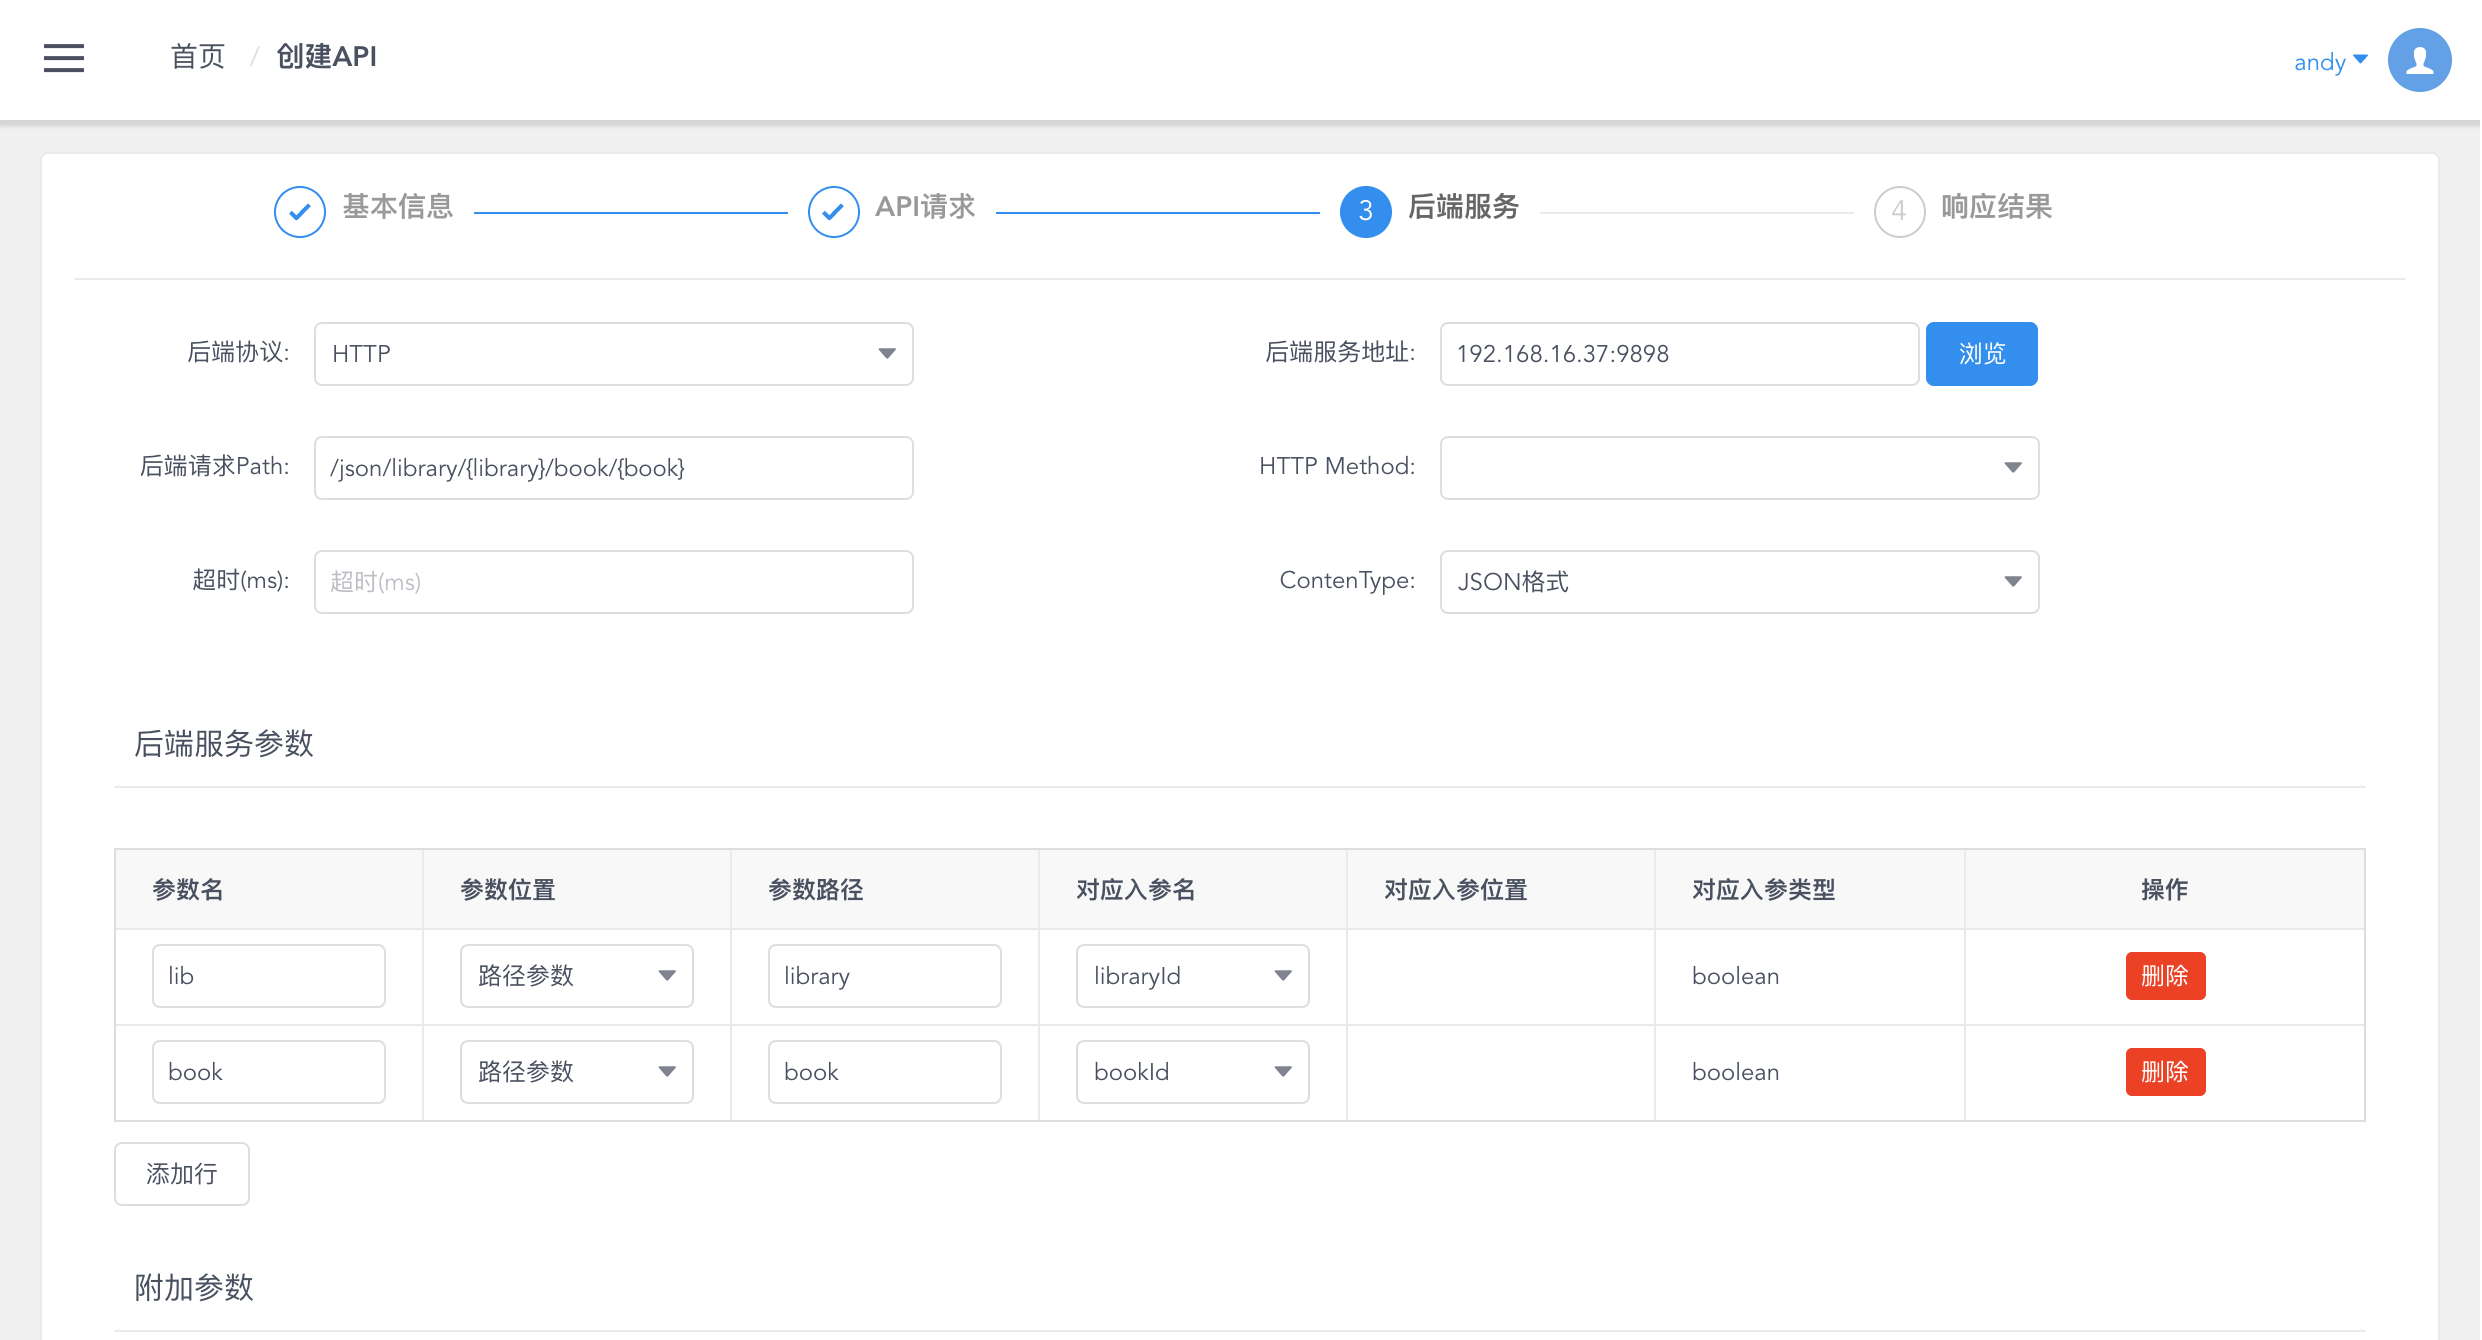 首页 / 创建API
andy
基本信息
API请求
3 后端服务
4 响应结果
后端协议: HTTP
后端服务地址: 192.168.16.37:9898 浏览
后端请求Path: /json/library/{library}/book/{book}
HTTP Method:
超时(ms): 超时(ms)
ContenType: JSON格式
后端服务参数
参数名 参数位置 参数路径 对应入参名 对应入参位置 对应入参类型 操作
lib 路径参数 library libraryId boolean 删除
book 路径参数 book bookId boolean 删除
添加行
附加参数